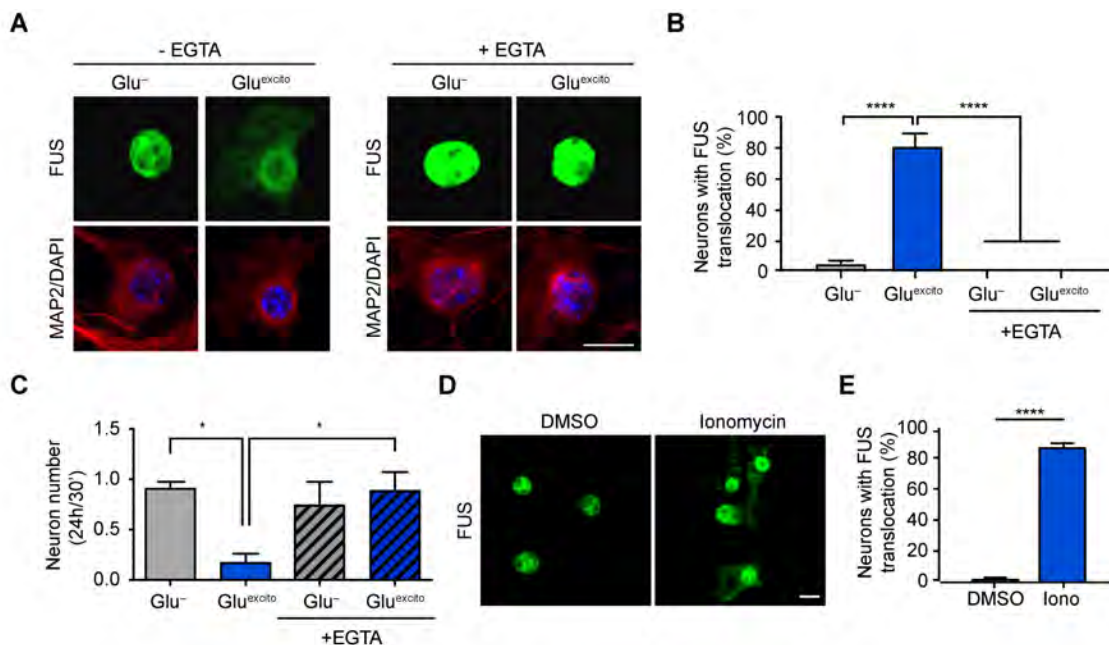 A
- EGTA
+ EGTA
Glu⁻
Gluᵉˣᶜⁱᵗᵒ
Glu⁻
Gluᵉˣᶜⁱᵗᵒ
FUS
FUS
MAP2/DAPI
MAP2/DAPI
B
Neurons with FUS
translocation (%)
100
80
60
40
20
0
****
****
Glu⁻
Gluᵉˣᶜⁱᵗᵒ
Glu⁻
Gluᵉˣᶜⁱᵗᵒ
+EGTA
C
Neuron number
(24h/30')
1.5
1.0
0.5
0.0
*
*
Glu⁻
Gluᵉˣᶜⁱᵗᵒ
Glu⁻
Gluᵉˣᶜⁱᵗᵒ
+EGTA
D
DMSO
Ionomycin
FUS
E
Neurons with FUS
translocation (%)
100
80
60
40
20
0
****
DMSO
Iono